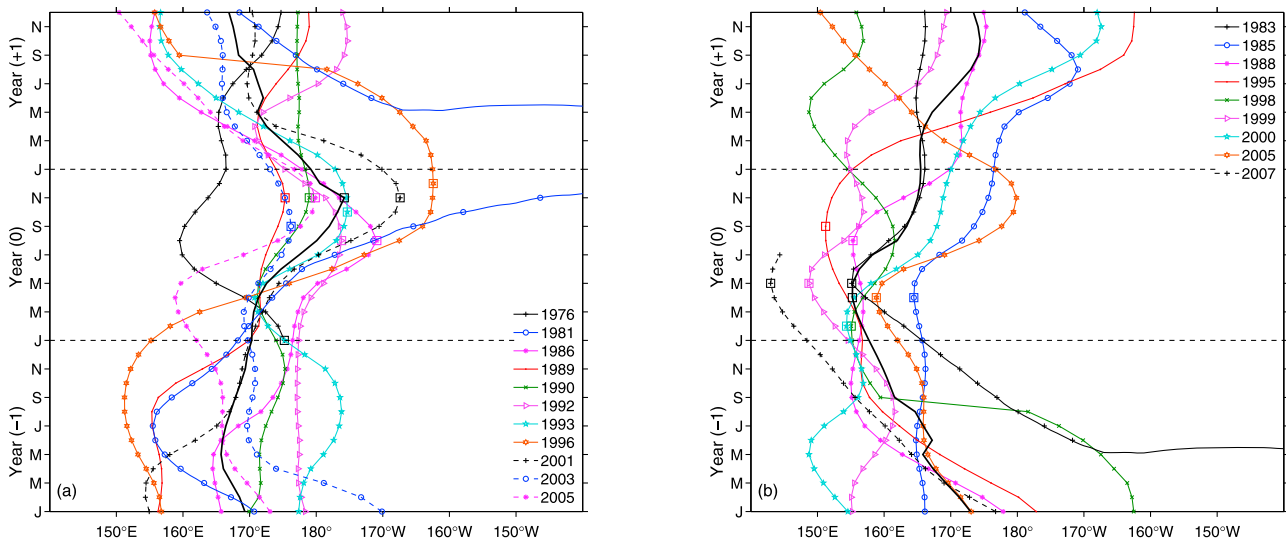 Year (+1)
Year (0)
Year (−1)
N
S
J
M
M
J
N
S
J
M
M
J
N
S
J
M
M
J
150°E
160°E
170°E
180°
170°W
160°W
150°W
(a)
1976
1981
1986
1989
1990
1992
1993
1996
2001
2003
2005
Year (+1)
Year (0)
Year (−1)
N
S
J
M
M
J
N
S
J
M
M
J
N
S
J
M
M
J
150°E
160°E
170°E
180°
170°W
160°W
150°W
(b)
1983
1985
1988
1995
1998
1999
2000
2005
2007